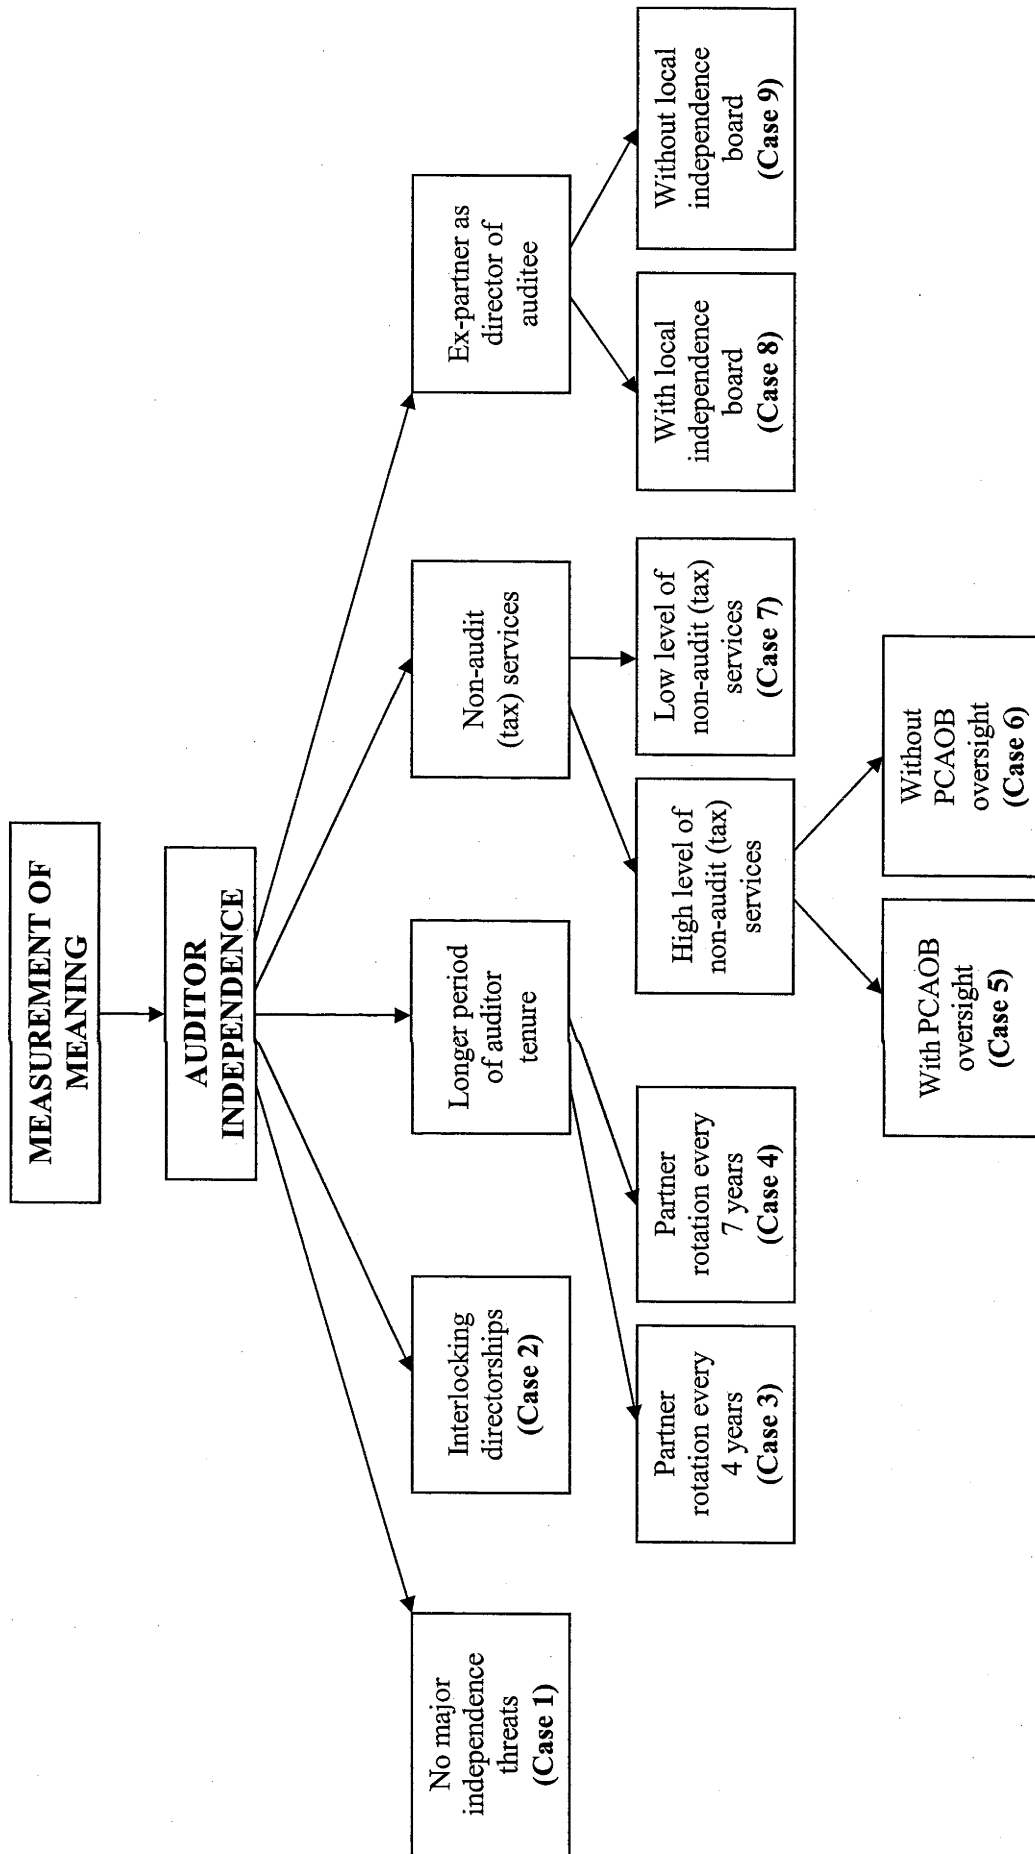 MEASUREMENT OF
MEANING
AUDITOR
INDEPENDENCE
No major
independence
threats
(Case 1)
Interlocking
directorships
(Case 2)
Longer period
of auditor
tenure
Non-audit
(tax) services
Ex-partner as
director of
auditee
Partner
rotation every
4 years
(Case 3)
Partner
rotation every
7 years
(Case 4)
High level of
non-audit (tax)
services
Low level of
non-audit (tax)
services
(Case 7)
With local
independence
board
(Case 8)
Without local
independence
board
(Case 9)
With PCAOB
oversight
(Case 5)
Without
PCAOB
oversight
(Case 6)